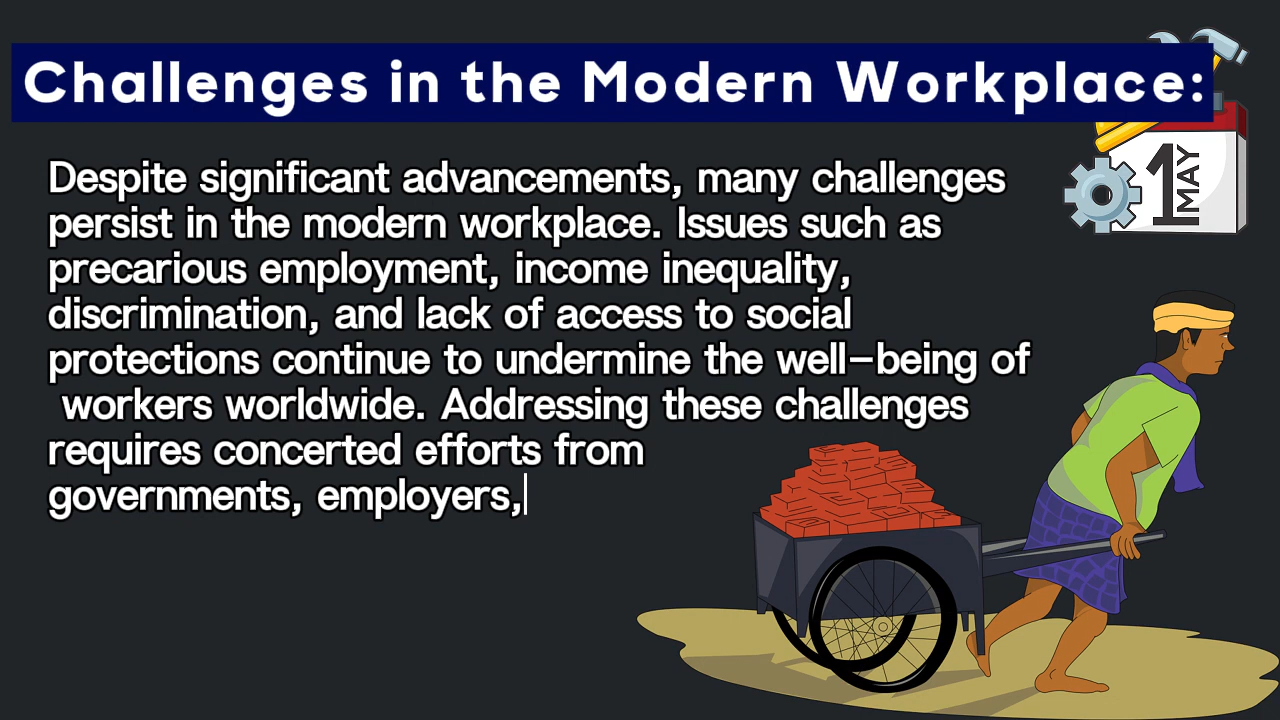 Challenges in the Modern Workplace:
Despite significant advancements, many challenges
persist in the modern workplace. Issues such as
precarious employment, income inequality,
discrimination, and lack of access to social
protections continue to undermine the well-being of
workers worldwide. Addressing these challenges
requires concerted efforts from
governments, employers,
1
MAY